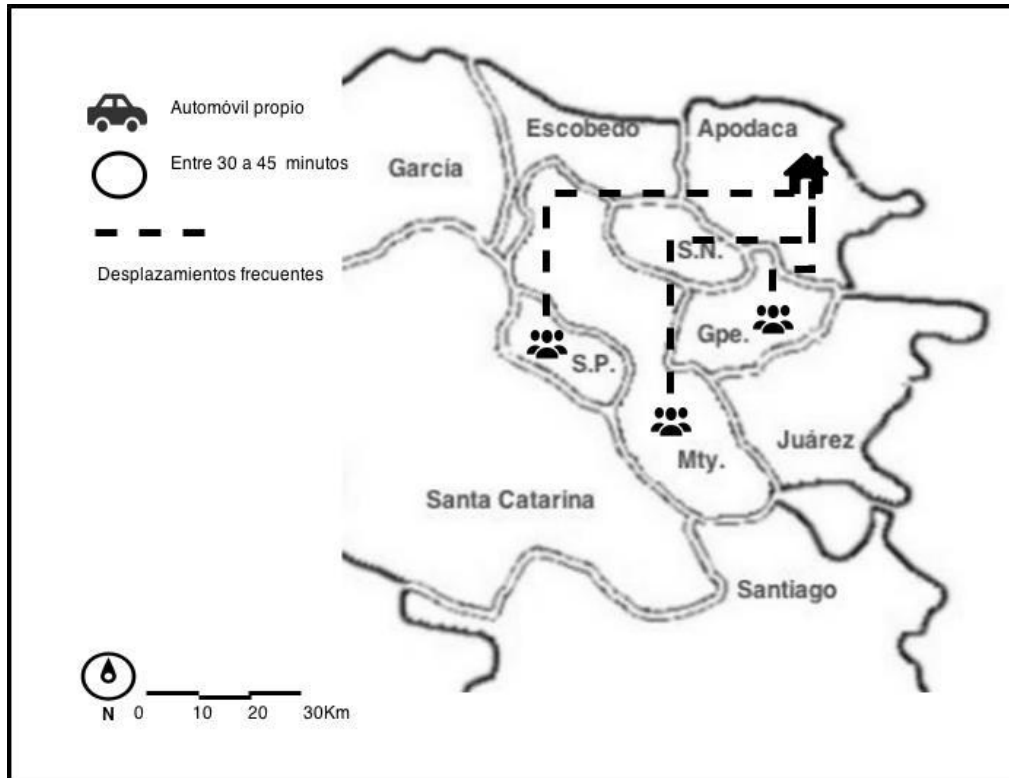 Automóvil propio
Entre 30 a 45 minutos
Desplazamientos frecuentes
Escobedo
Apodaca
García
S.N.
Gpe.
S.P.
Juárez
Mty.
Santa Catarina
Santiago
N 0 10 20 30Km